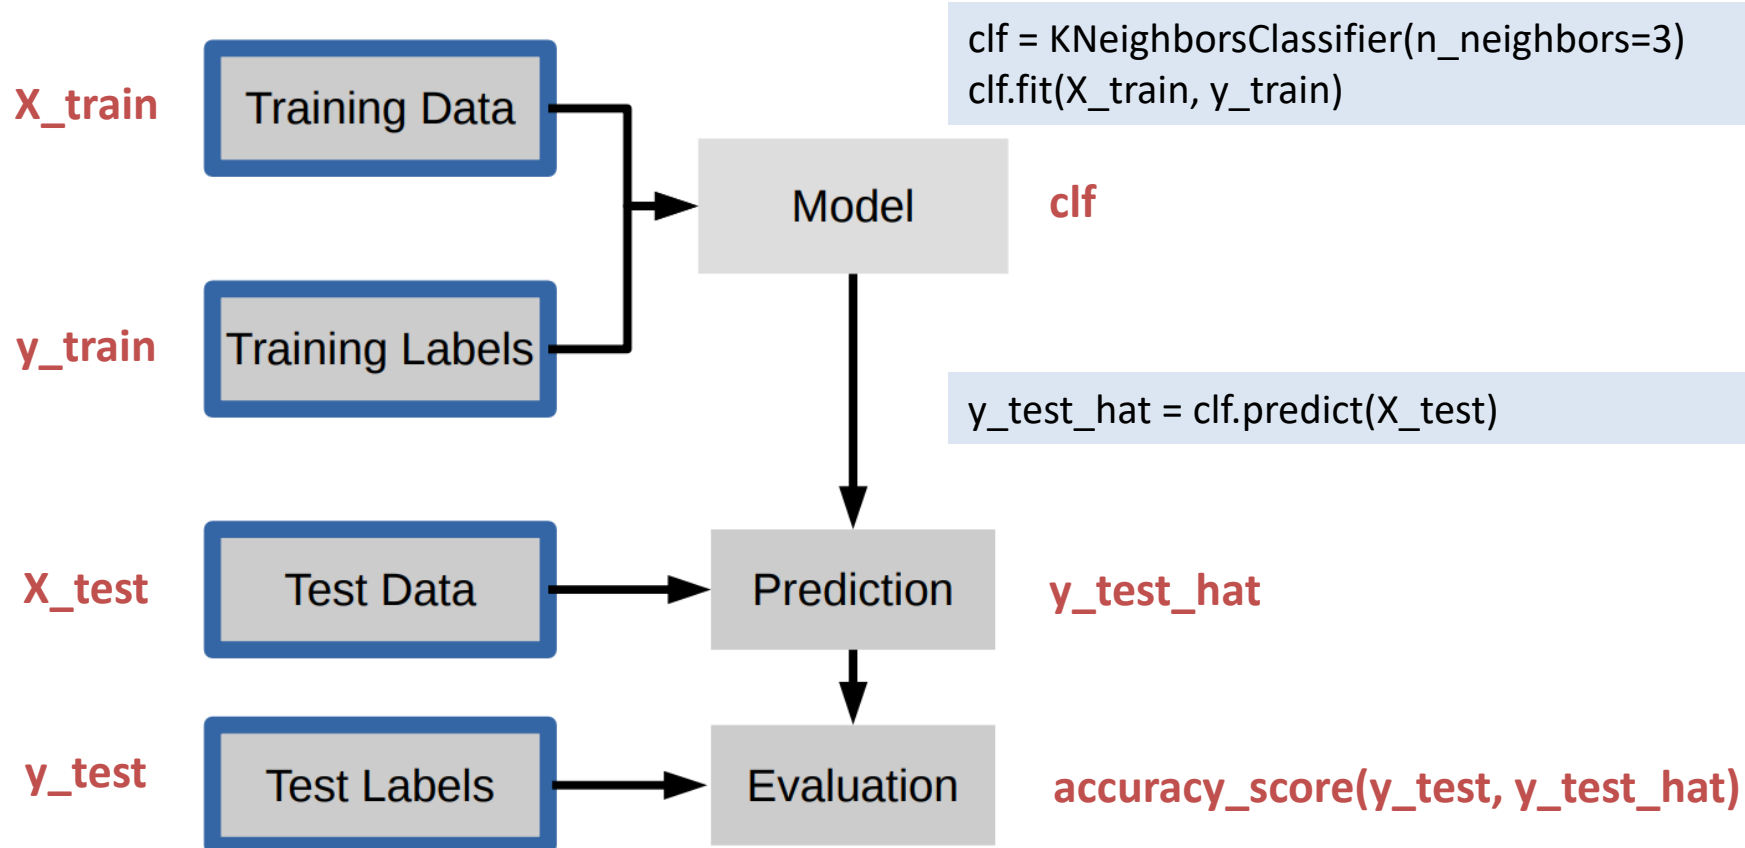 clf = KNeighborsClassifier(n_neighbors=3)
clf.fit(X_train, y_train)
X_train
Training Data
Model
clf
y_train
Training Labels
y_test_hat = clf.predict(X_test)
X_test
Test Data
Prediction
y_test_hat
y_test
Test Labels
Evaluation
accuracy_score(y_test, y_test_hat)